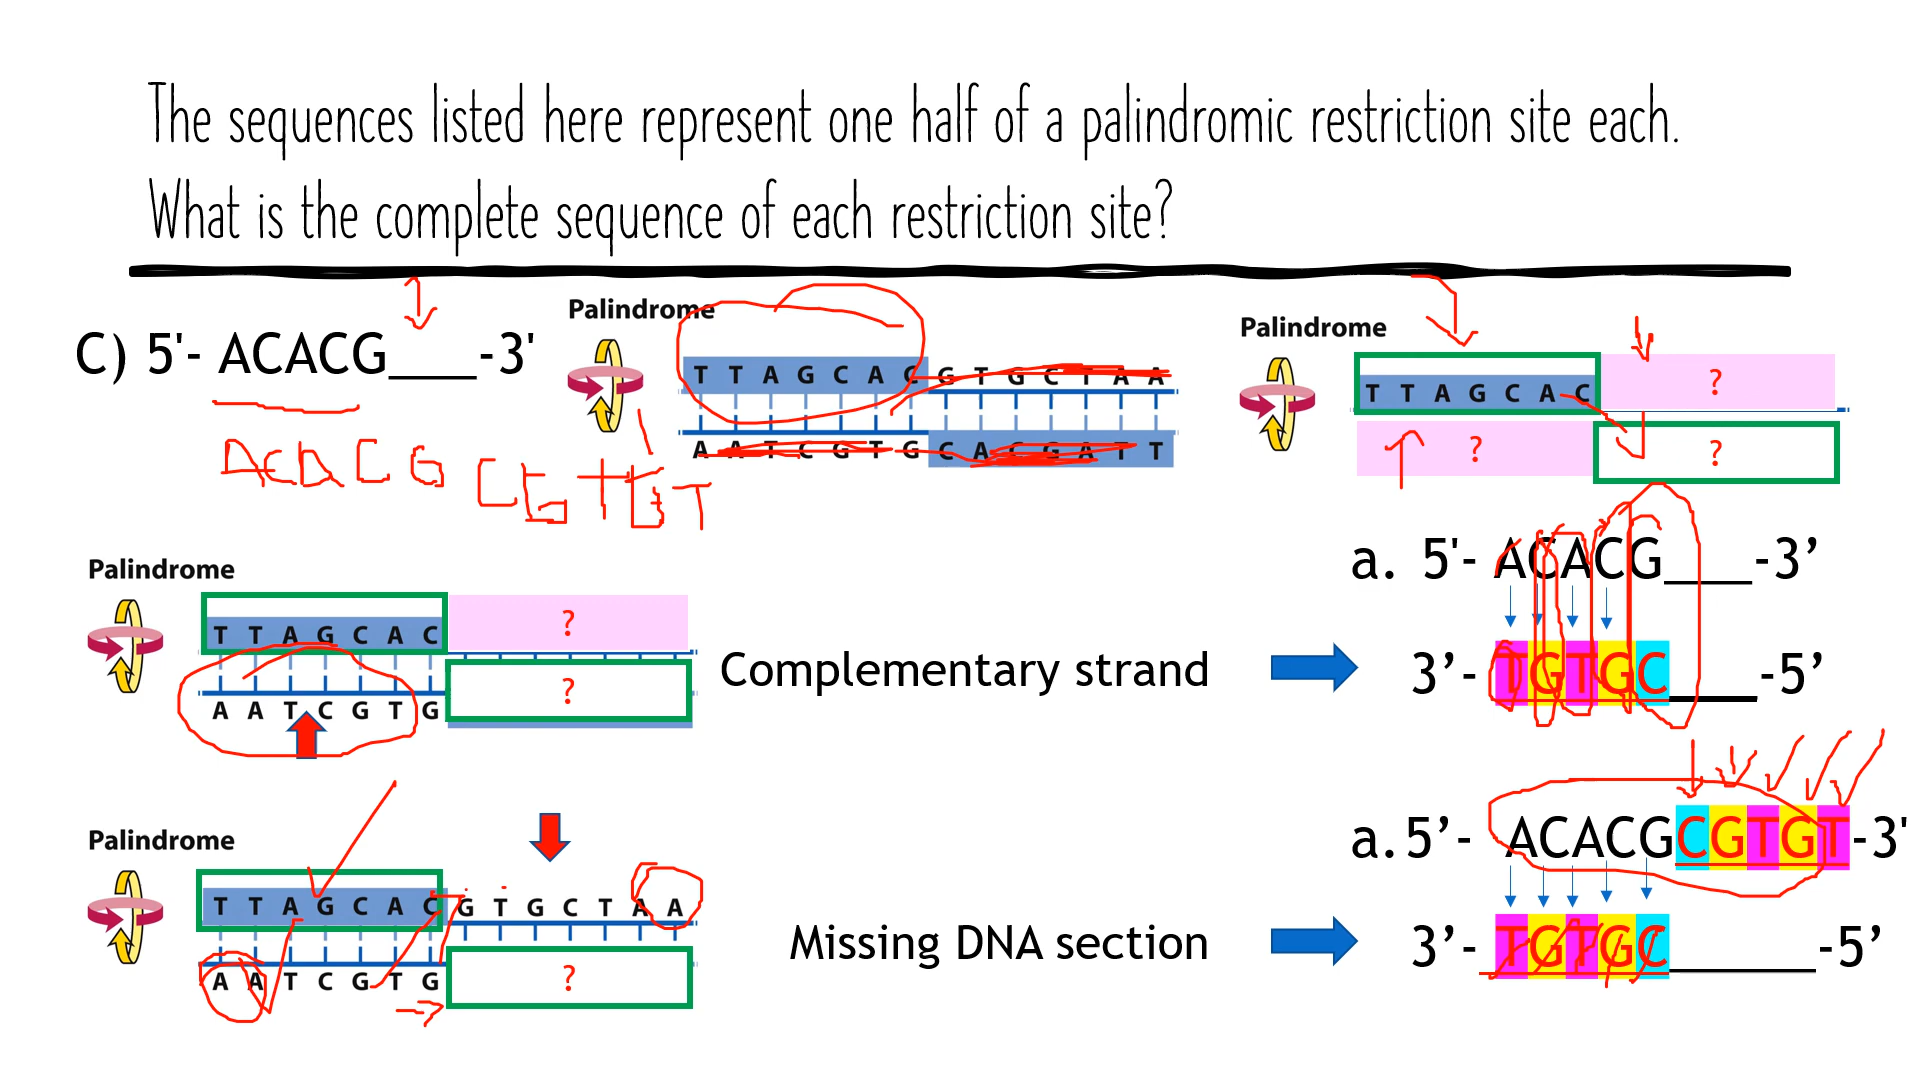 The sequences listed here represent one half of a palindromic restriction site each.
What is the complete sequence of each restriction site?
C) 5'- ACACG___-3'
ACACG CGTGT
Palindrome
T T A G C A C G T G C T A A
A A T C G T G C A C G A T T
Palindrome
T T A G C A C ?
? ?
Palindrome
T T A G C A C ?
A A T C G T G ?
Complementary strand
a. 5'- ACACG___-3’
3’- TGTGC___-5’
Palindrome
T T A G C A C G T G C T A A
A A T C G T G ?
Missing DNA section
a. 5’- ACACGCGTGT-3'
3’- TGTGC_____-5’